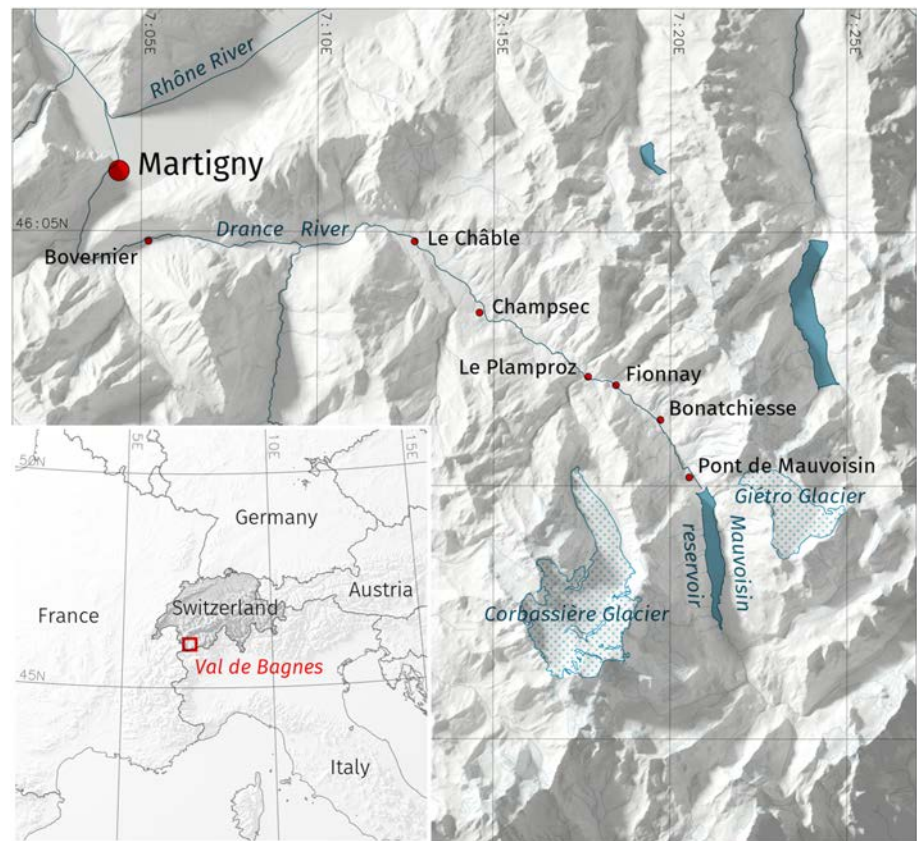 7:05E
7:10E
7:15E
7:20E
7:25E
Rhône River
Martigny
46:05N
Drance River
Bovernier
Le Châble
Champsec
Le Plamproz
Fionnay
Bonatchiesse
Pont de Mauvoisin
Giétro Glacier
Mauvoisin
reservoir
Corbassière Glacier
5E
10E
15E
50N
Germany
Austria
France
Switzerland
Val de Bagnes
45N
Italy